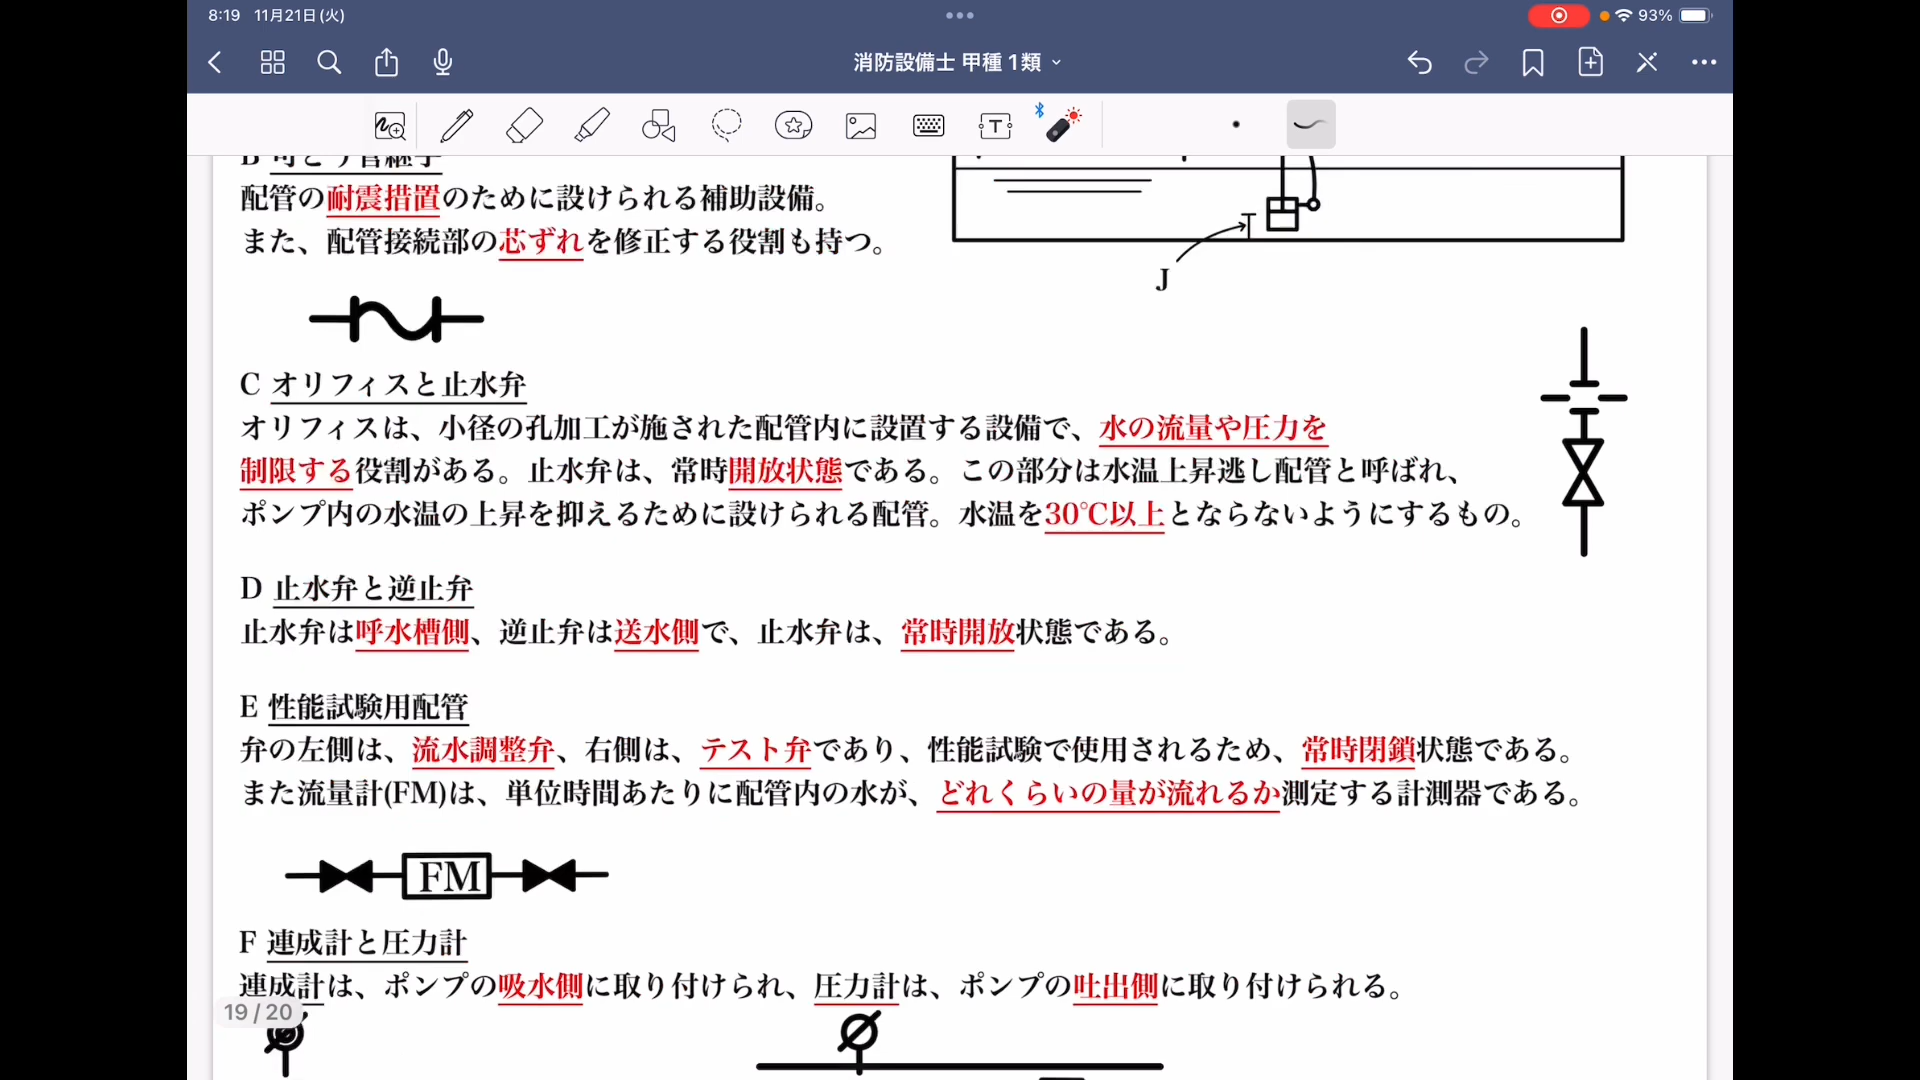 8:19 11月21日(火)
93%
消防設備士 甲種 1類
B 可とう管継手
配管の耐震措置のために設けられる補助設備。
また、配管接続部の芯ずれを修正する役割も持つ。
J
C オリフィスと止水弁
オリフィスは、小径の孔加工が施された配管内に設置する設備で、水の流量や圧力を
制限する役割がある。止水弁は、常時開放状態である。この部分は水温上昇逃し配管と呼ばれ、
ポンプ内の水温の上昇を抑えるために設けられる配管。水温を30℃以上とならないようにするもの。
D 止水弁と逆止弁
止水弁は呼水槽側、逆止弁は送水側で、止水弁は、常時開放状態である。
E 性能試験用配管
弁の左側は、流水調整弁、右側は、テスト弁であり、性能試験で使用されるため、常時閉鎖状態である。
また流量計(FM)は、単位時間あたりに配管内の水が、どれくらいの量が流れるか測定する計測器である。
FM
F 連成計と圧力計
連成計は、ポンプの吸水側に取り付けられ、圧力計は、ポンプの吐出側に取り付けられる。
19 / 20